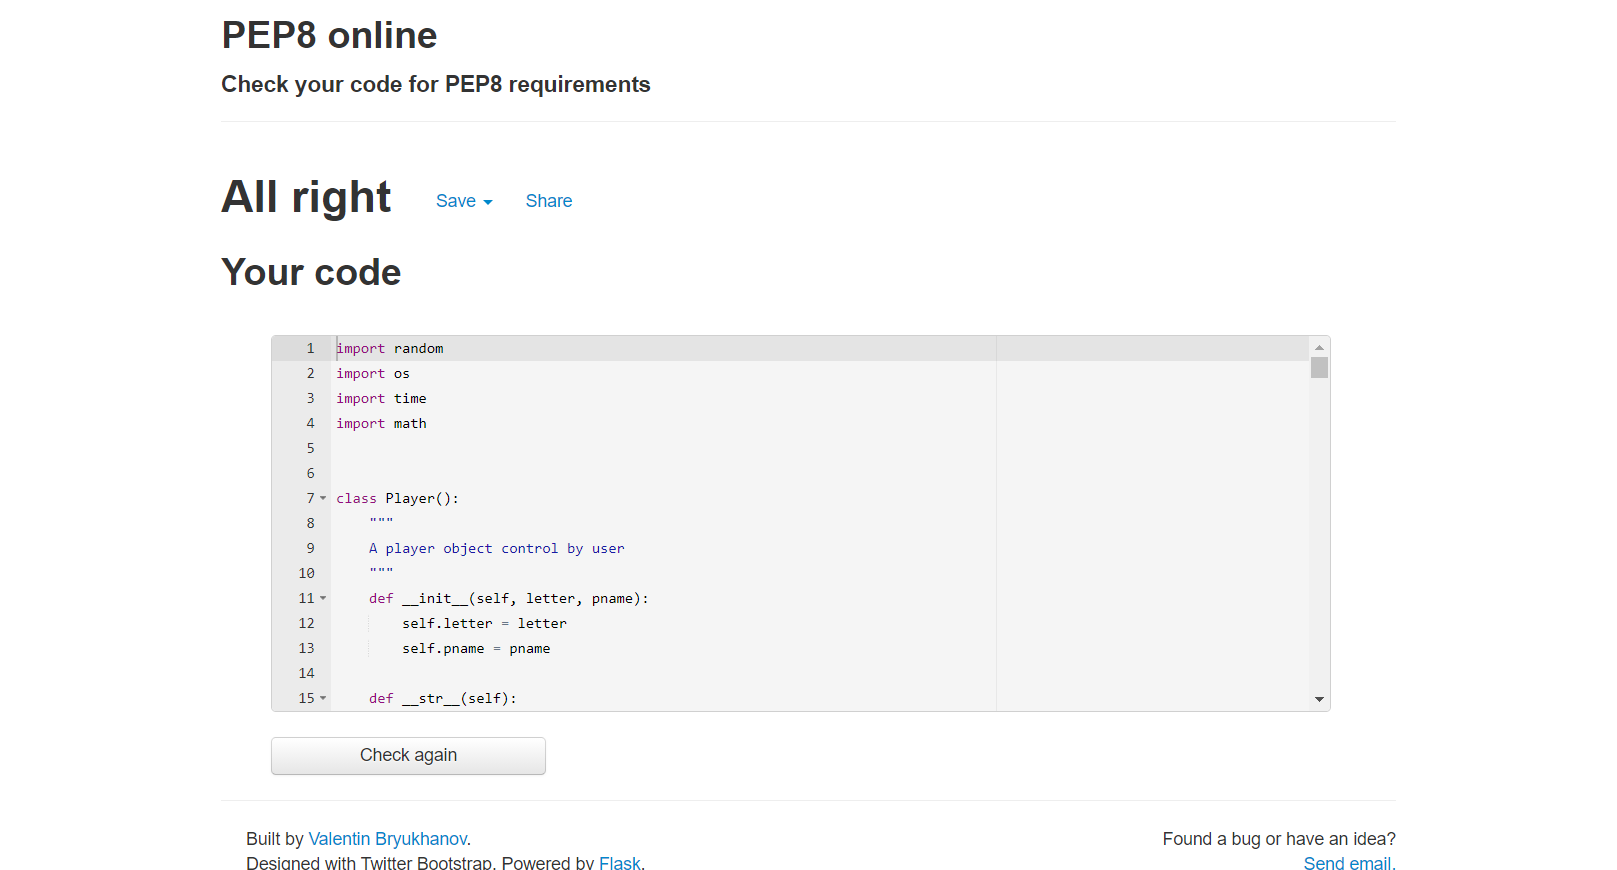 PEP8 online
Check your code for PEP8 requirements
All right Save Share
Your code
1 import random
2 import os
3 import time
4 import math
5
6
7 class Player():
8 """
9 A player object control by user
10 """
11 def __init__(self, letter, pname):
12 self.letter = letter
13 self.pname = pname
14
15 def __str__(self):
Check again
Built by Valentin Bryukhanov. Found a bug or have an idea?
Designed with Twitter Bootstrap. Powered by Flask. Send email.